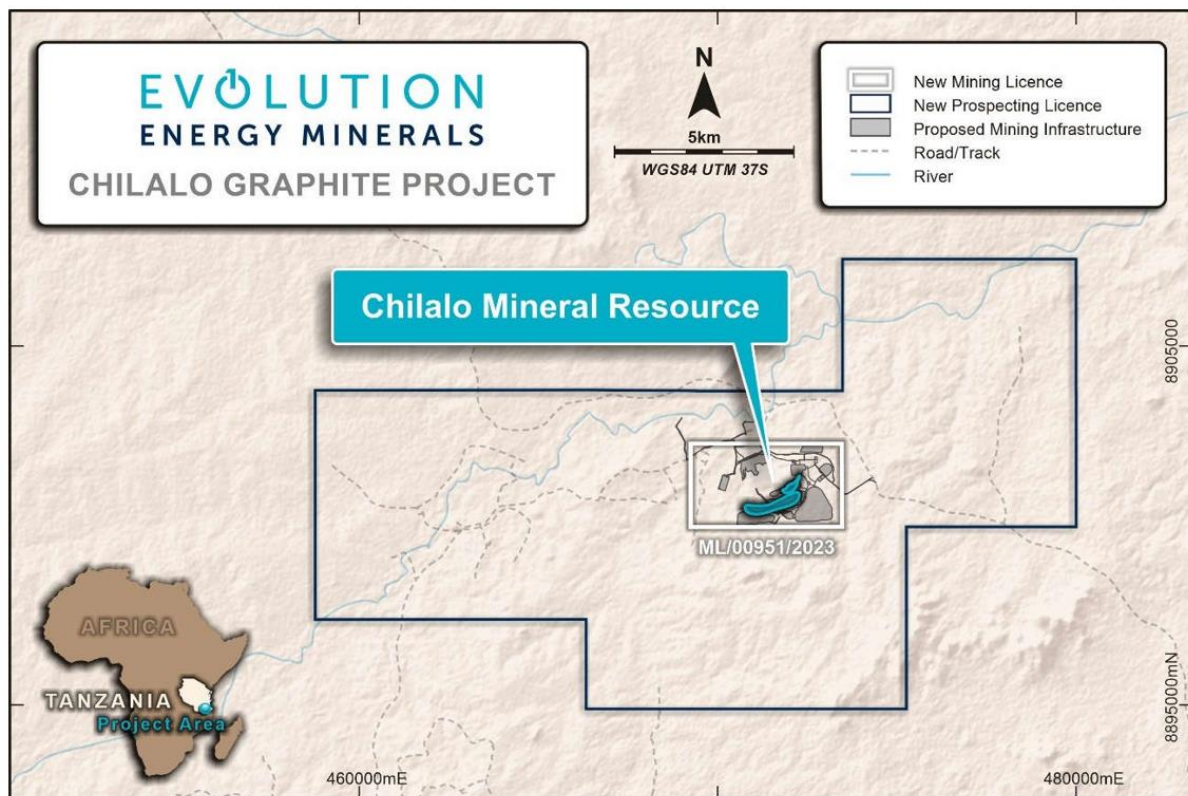 EVOLUTION
ENERGY MINERALS
CHILALO GRAPHITE PROJECT
N
5km
WGS84 UTM 37S
New Mining Licence
New Prospecting Licence
Proposed Mining Infrastructure
Road/Track
River
Chilalo Mineral Resource
8905000
ML/00951/2023
AFRICA
TANZANIA
Project Area
8895000mN
460000mE
480000mE